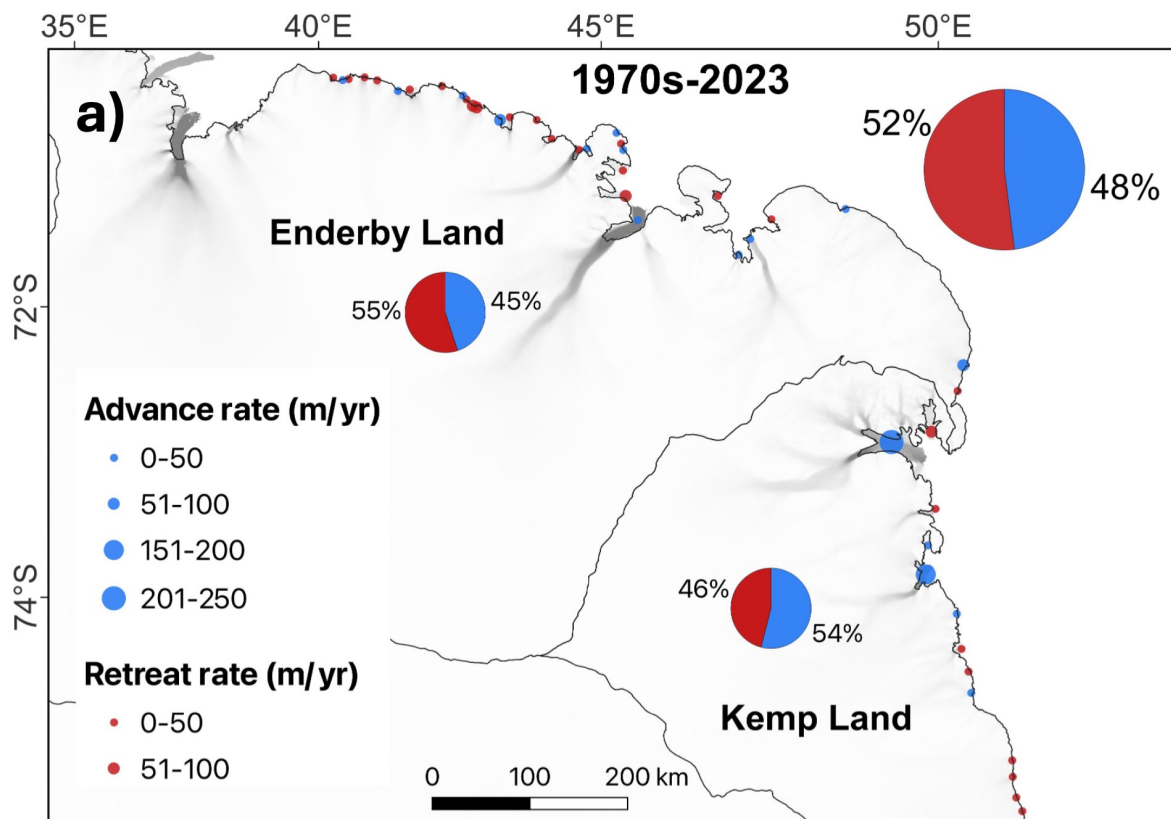 35°E 40°E 45°E 50°E
1970s-2023
a)
52%
48%
Enderby Land
72°S
55% 45%
Advance rate (m/yr)
0-50
51-100
151-200
201-250
74°S
46%
54%
Retreat rate (m/yr)
0-50
51-100
Kemp Land
0 100 200 km